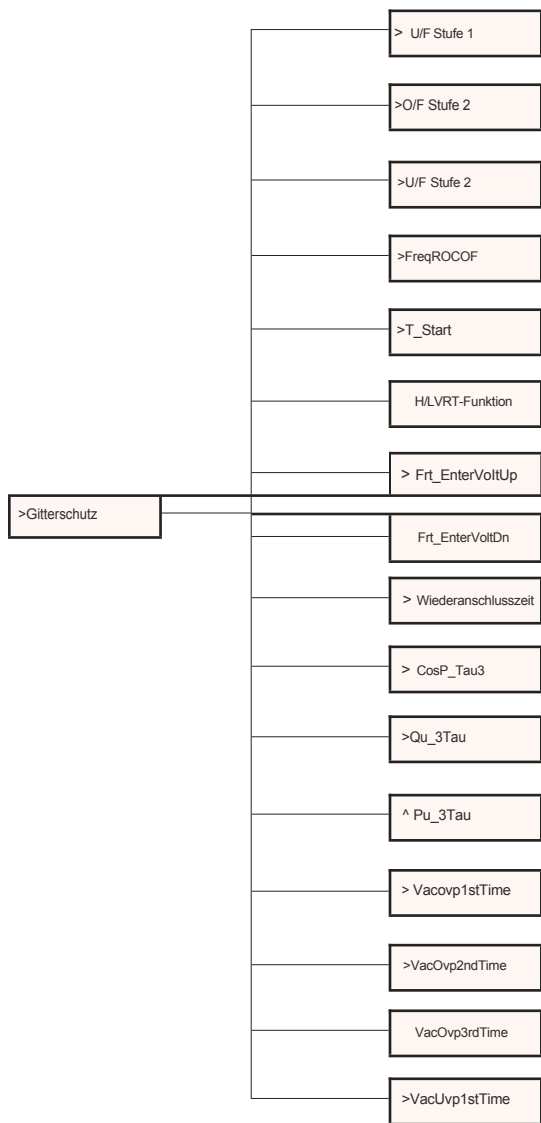 > U/F Stufe 1
>O/F Stufe 2
>U/F Stufe 2
>FreqROCOF
>T_Start
H/LVRT-Funktion
> Frt_EnterVoltUp
>Gitterschutz
Frt_EnterVoltDn
> Wiederanschlusszeit
> CosP_Tau3
>Qu_3Tau
^ Pu_3Tau
> Vacovp1stTime
>VacOvp2ndTime
VacOvp3rdTime
>VacUvp1stTime